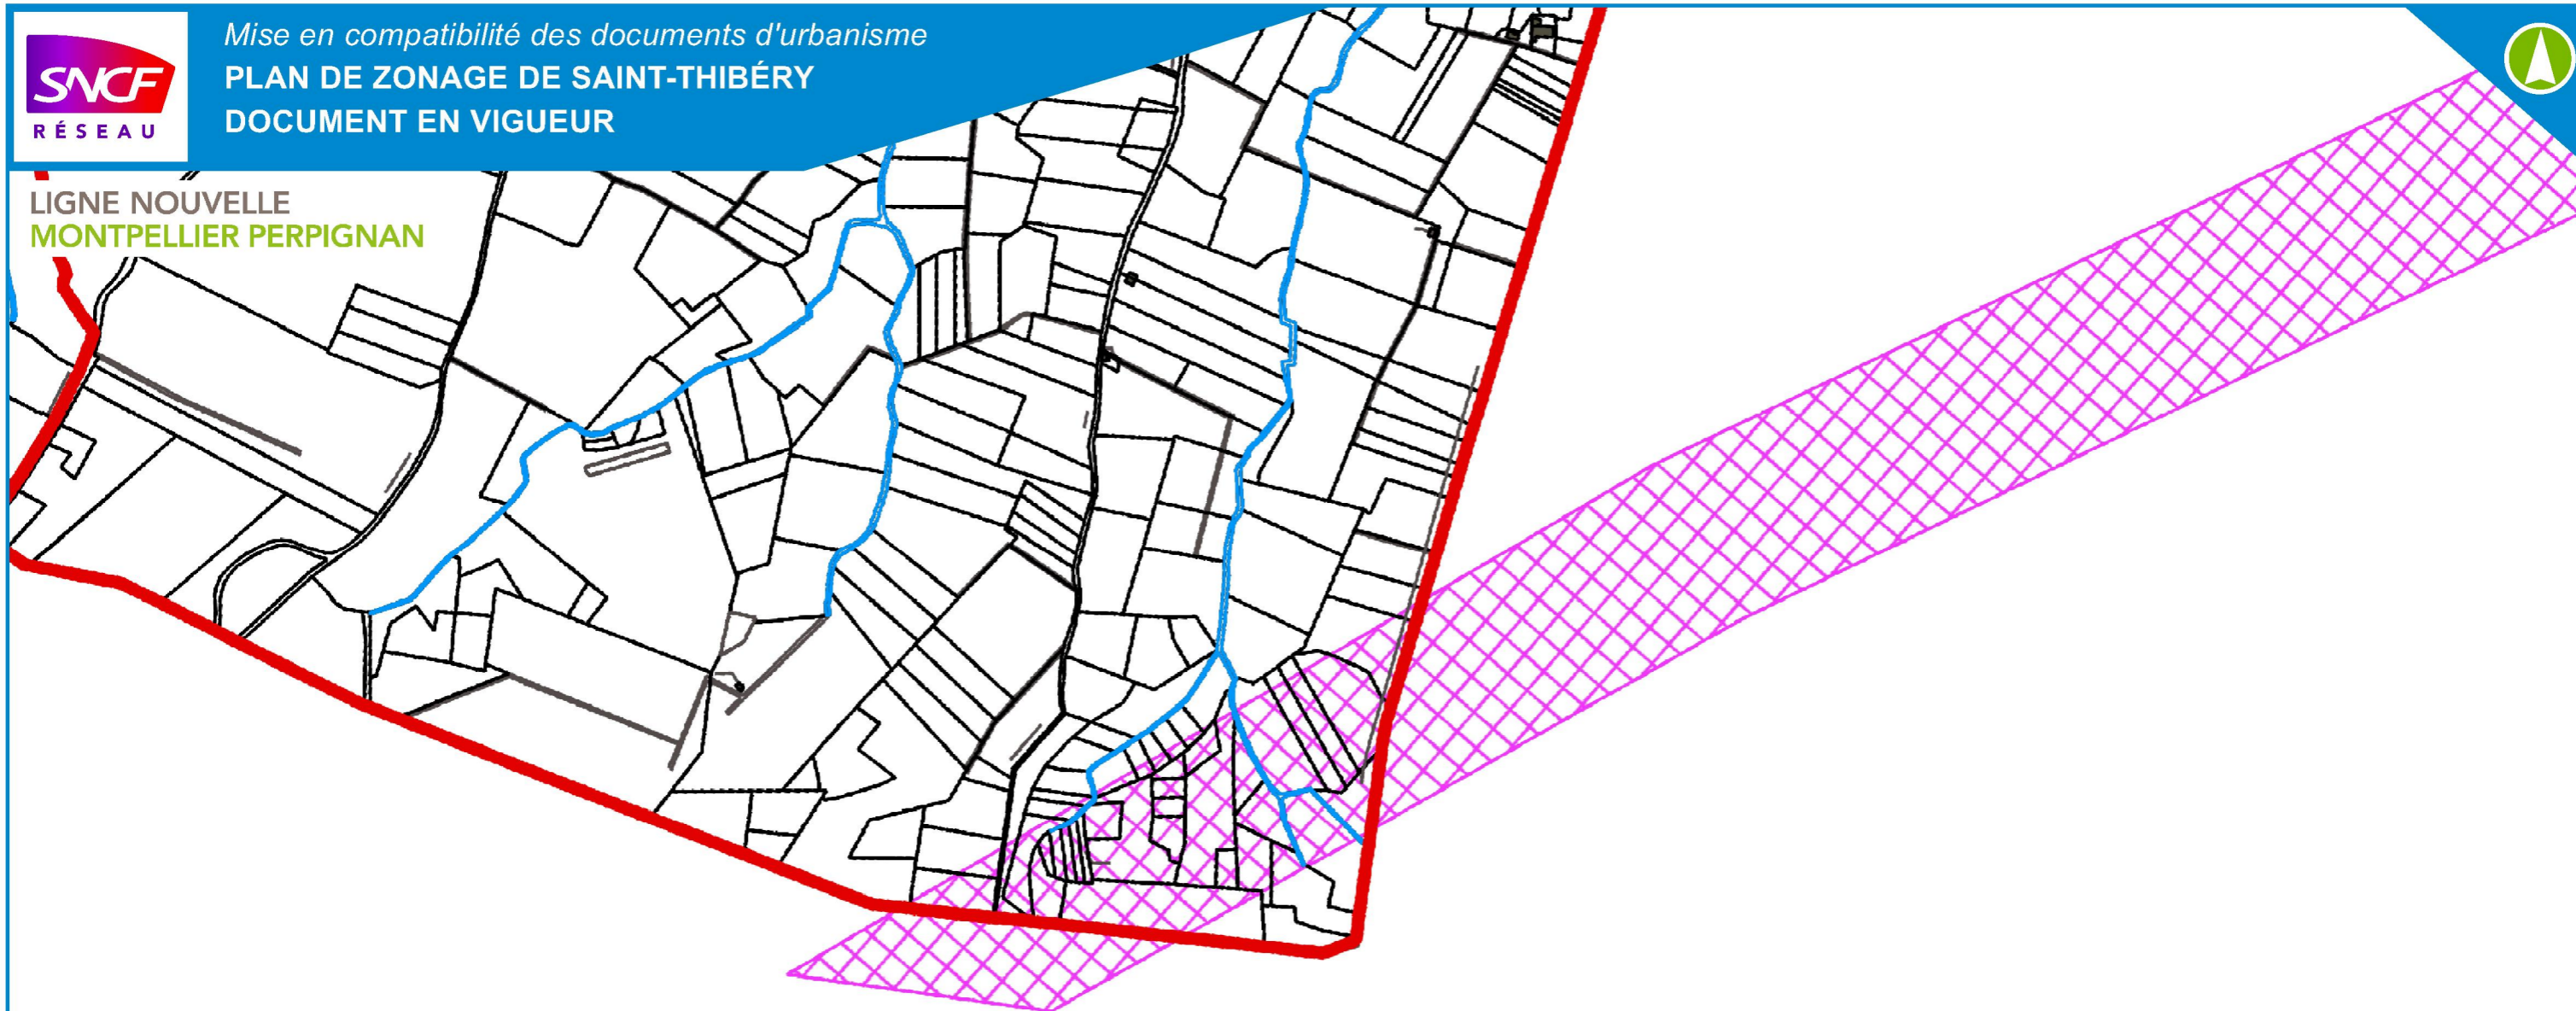 SNCF
RÉSEAU
Mise en compatibilité des documents d'urbanisme
PLAN DE ZONAGE DE SAINT-THIBÉRY
DOCUMENT EN VIGUEUR
LIGNE NOUVELLE
MONTPELLIER PERPIGNAN